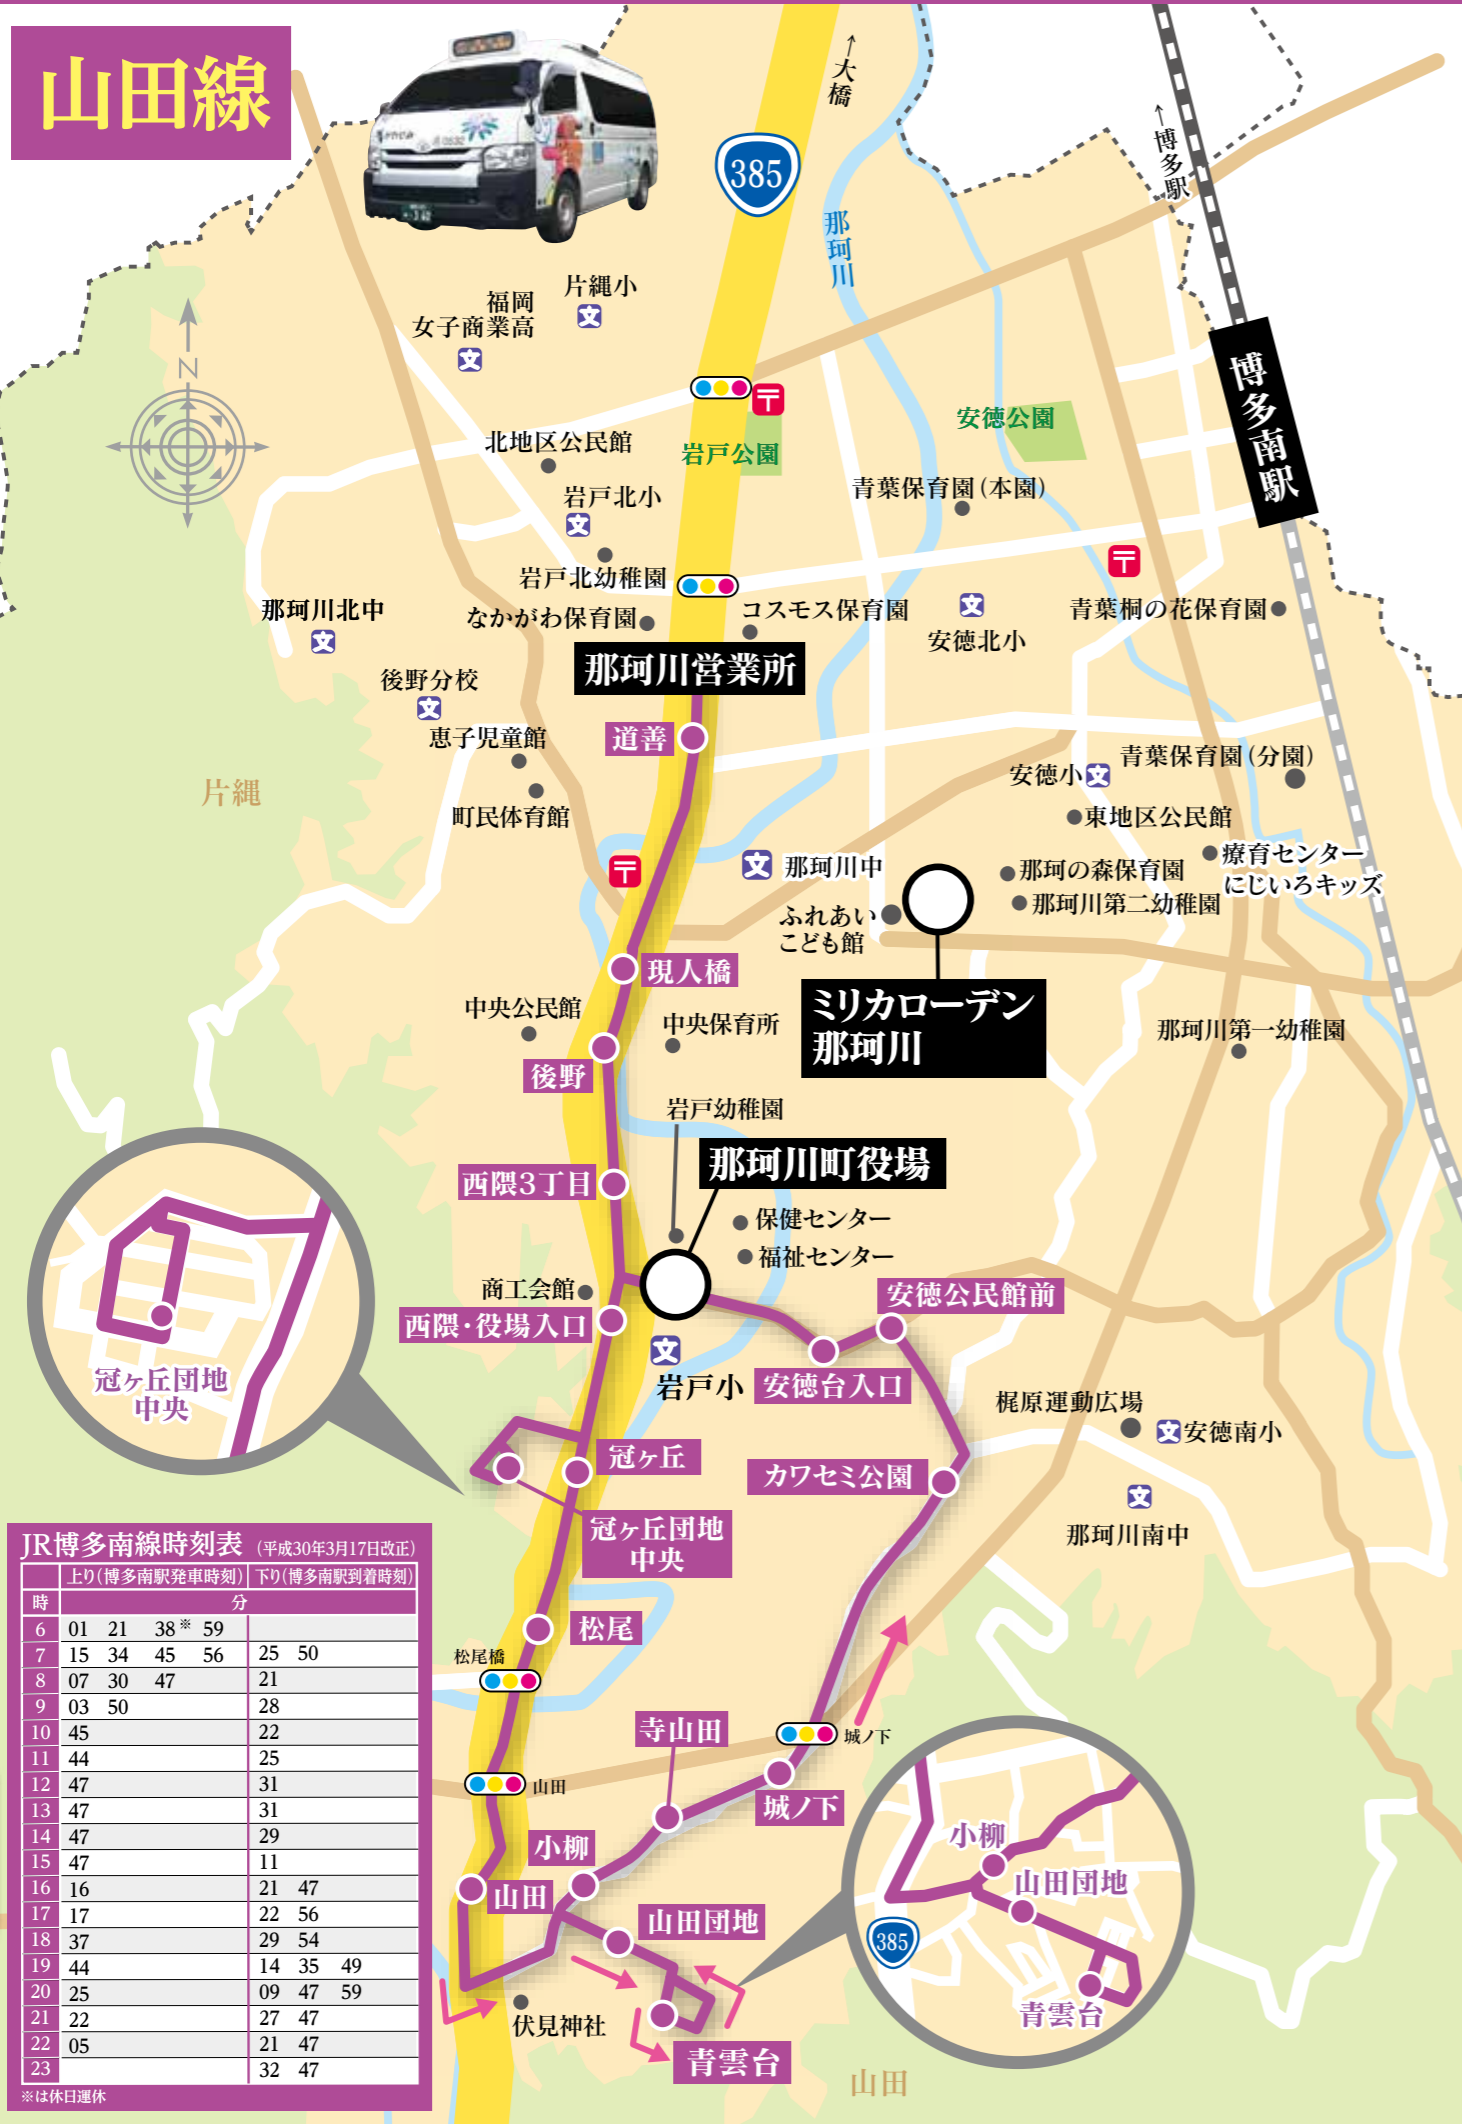 山田線
385
↑大橋
↑博多駅
那珂川
博多南駅
N
福岡
女子商業高
片縄小
北地区公民館
岩戸公園
安徳公園
岩戸北小
青葉保育園(本園)
岩戸北幼稚園
那珂川北中
なかがわ保育園
コスモス保育園
安徳北小
青葉桐の花保育園
那珂川営業所
後野分校
恵子児童館
道善
町民体育館
片縄
安徳小
青葉保育園(分園)
東地区公民館
那珂川中
那珂の森保育園
療育センター
にじいろキッズ
ふれあい
こども館
那珂川第二幼稚園
現人橋
ミリカローデン
那珂川
中央公民館
中央保育所
那珂川第一幼稚園
後野
岩戸幼稚園
那珂川町役場
西隈3丁目
保健センター
福祉センター
商工会館
西隈・役場入口
安徳公民館前
岩戸小
安徳台入口
冠ヶ丘団地
中央
梶原運動広場
安徳南小
冠ヶ丘
カワセミ公園
冠ヶ丘団地
中央
那珂川南中
松尾
松尾橋
寺山田
城ノ下
山田
城ノ下
小柳
山田
山田団地
伏見神社
青雲台
山田
小柳
山田団地
385
青雲台
JR博多南線時刻表 (平成30年3月17日改正)
上り(博多南駅発車時刻) 下り(博多南駅到着時刻)
時 分
6 01 21 38※ 59
7 15 34 45 56 25 50
8 07 30 47 21
9 03 50 28
10 45 22
11 44 25
12 47 31
13 47 31
14 47 29
15 47 11
16 16 21 47
17 17 22 56
18 37 29 54
19 44 14 35 49
20 25 09 47 59
21 22 27 47
22 05 21 47
23 32 47
※は休日運休